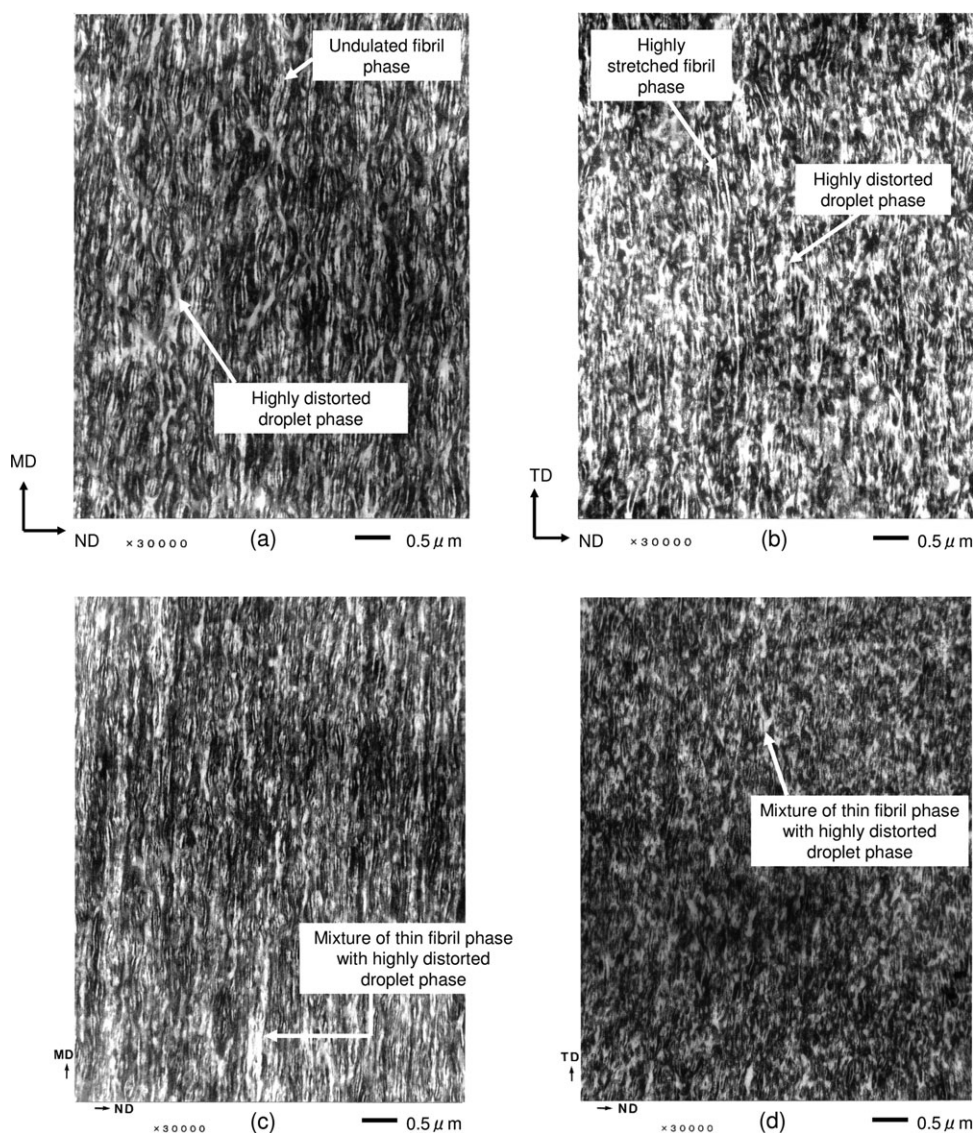 Undulated fibril
phase
Highly distorted
droplet phase
MD
ND
×30000
(a)
0.5 μm
Highly
stretched fibril
phase
Highly distorted
droplet phase
TD
ND
×30000
(b)
0.5 μm
Mixture of thin fibril phase
with highly distorted
droplet phase
MD
ND
×30000
(c)
0.5 μm
Mixture of thin fibril phase
with highly distorted
droplet phase
TD
ND
×30000
(d)
0.5 μm